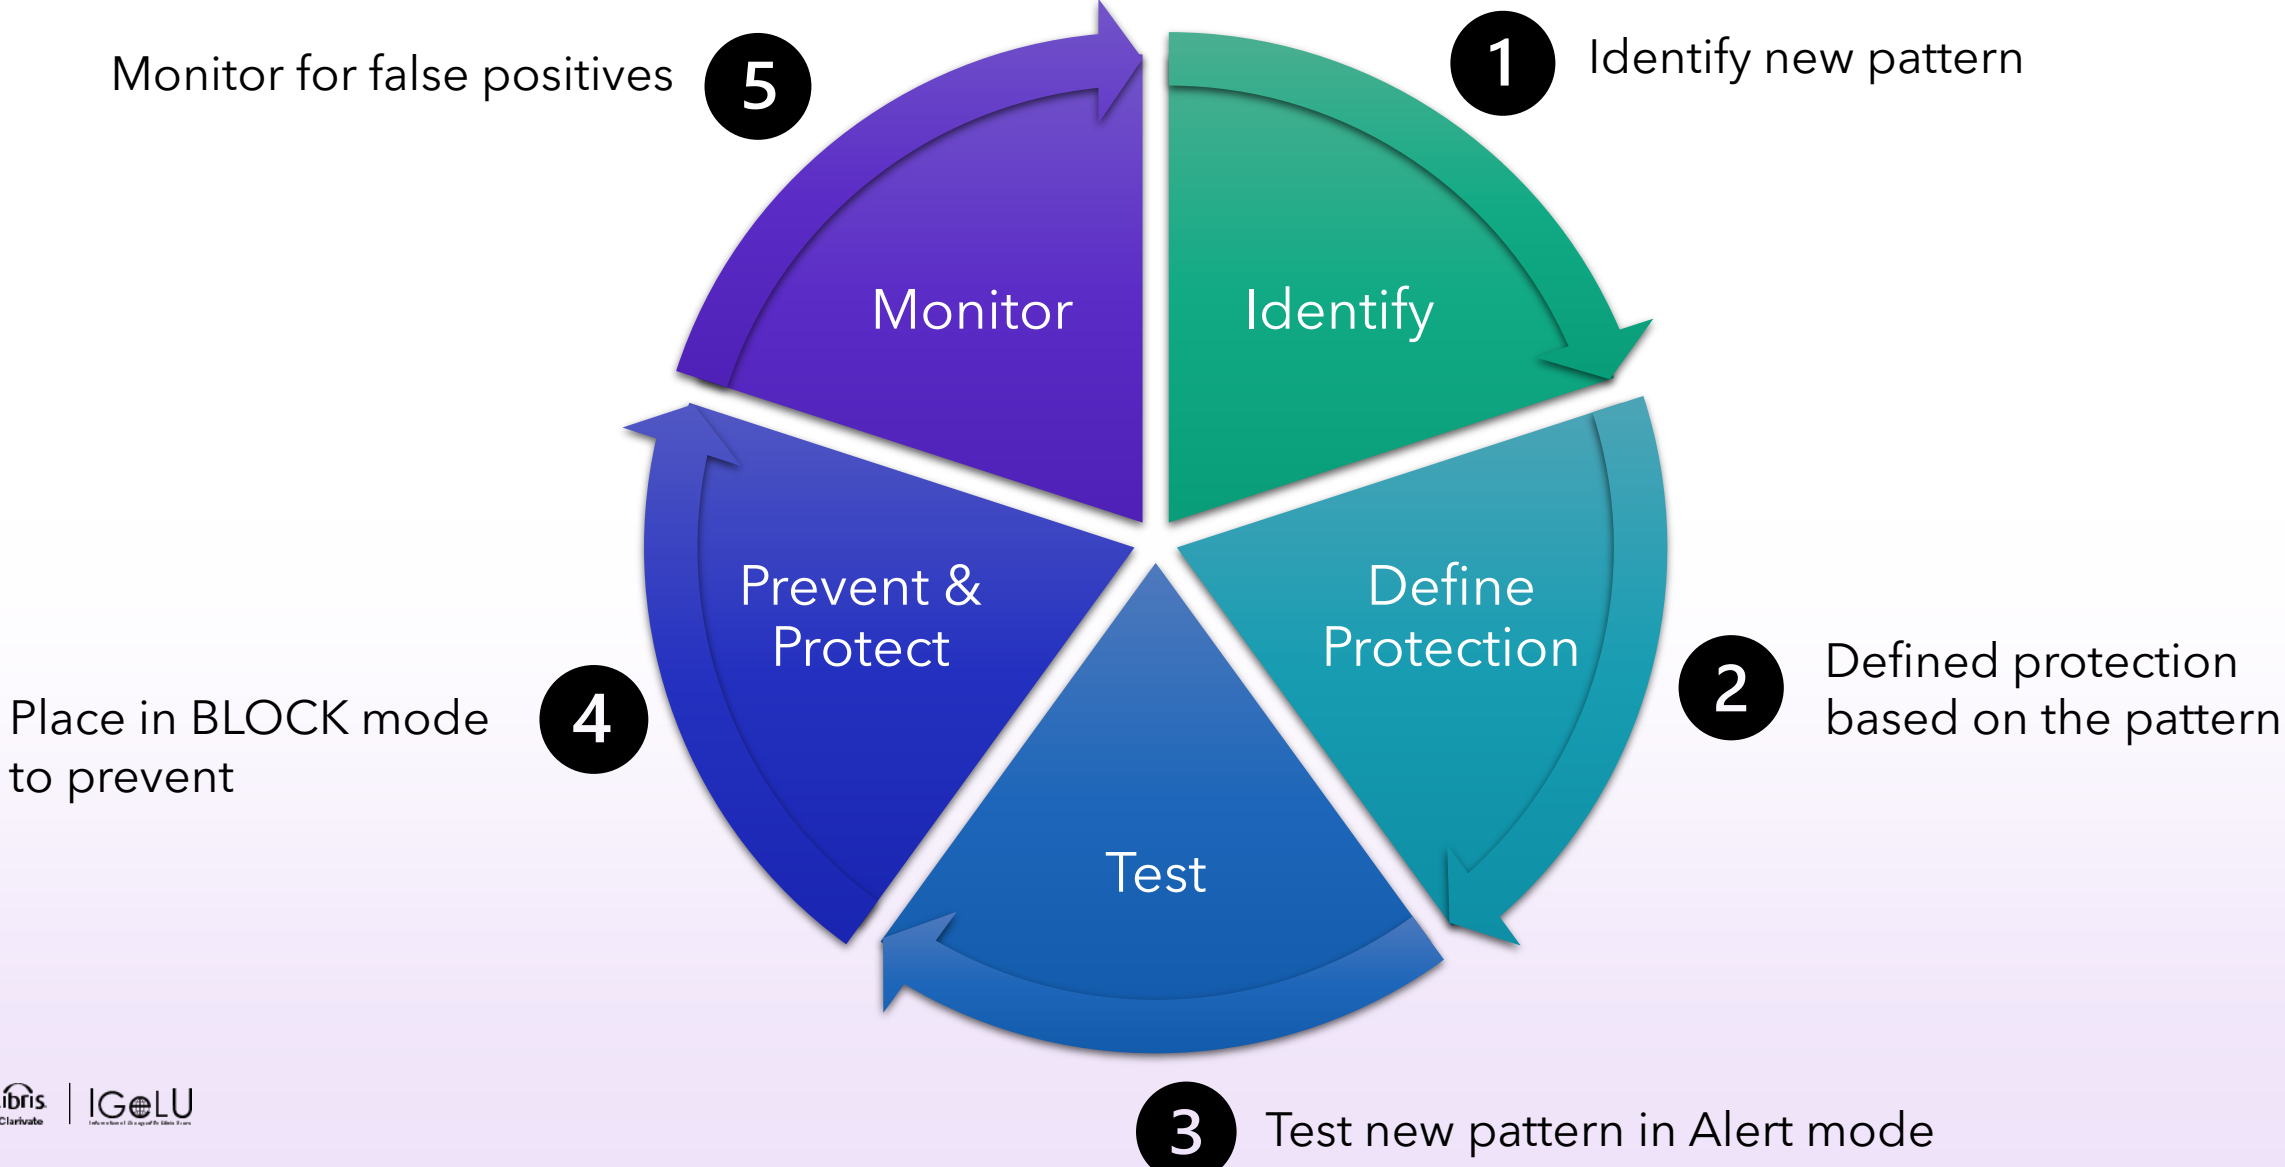 1
Identify new pattern
Monitor for false positives
5
Monitor
Identify
Prevent &
Protect
Define
Protection
2
Defined protection
based on the pattern
Place in BLOCK mode
to prevent
4
Test
3
Test new pattern in Alert mode
Clarivate
IGeLU